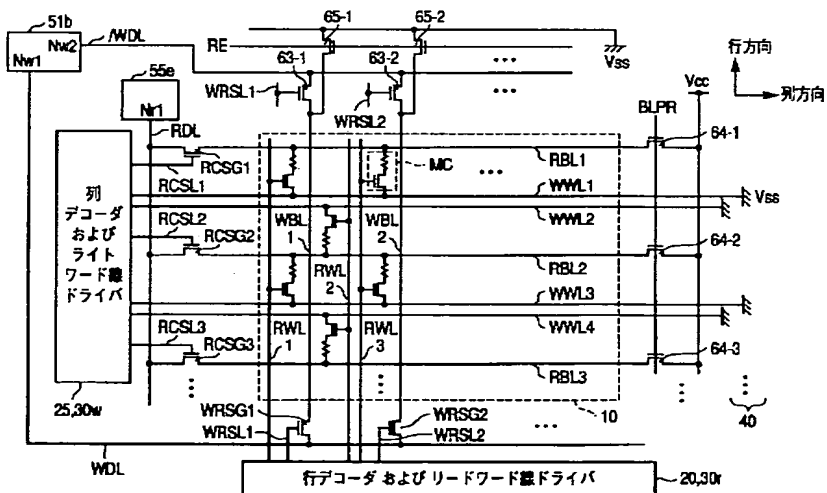 51b
Nw2
Nw1
/WDL
65-1
65-2
RE
Vss
行方向
列方向
55e
Nr1
63-1
63-2
WRSL1
WRSL2
Vcc
BLPR
RDL
64-1
MC
RCSG1
RCSL1
RBL1
WWL1
Vss
WWL2
列
デコーダ
および
ライト
ワード線
ドライバ
RCSL2
RCSG2
WBL
1
WBL
2
64-2
RWL
2
RBL2
WWL3
WWL4
RCSL3
RCSG3
RWL
1
RWL
3
64-3
RBL3
25,30w
10
40
WRSG1
WRSL1
WRSG2
WRSL2
WDL
行デコーダ および リードワード線ドライバ
20,30r